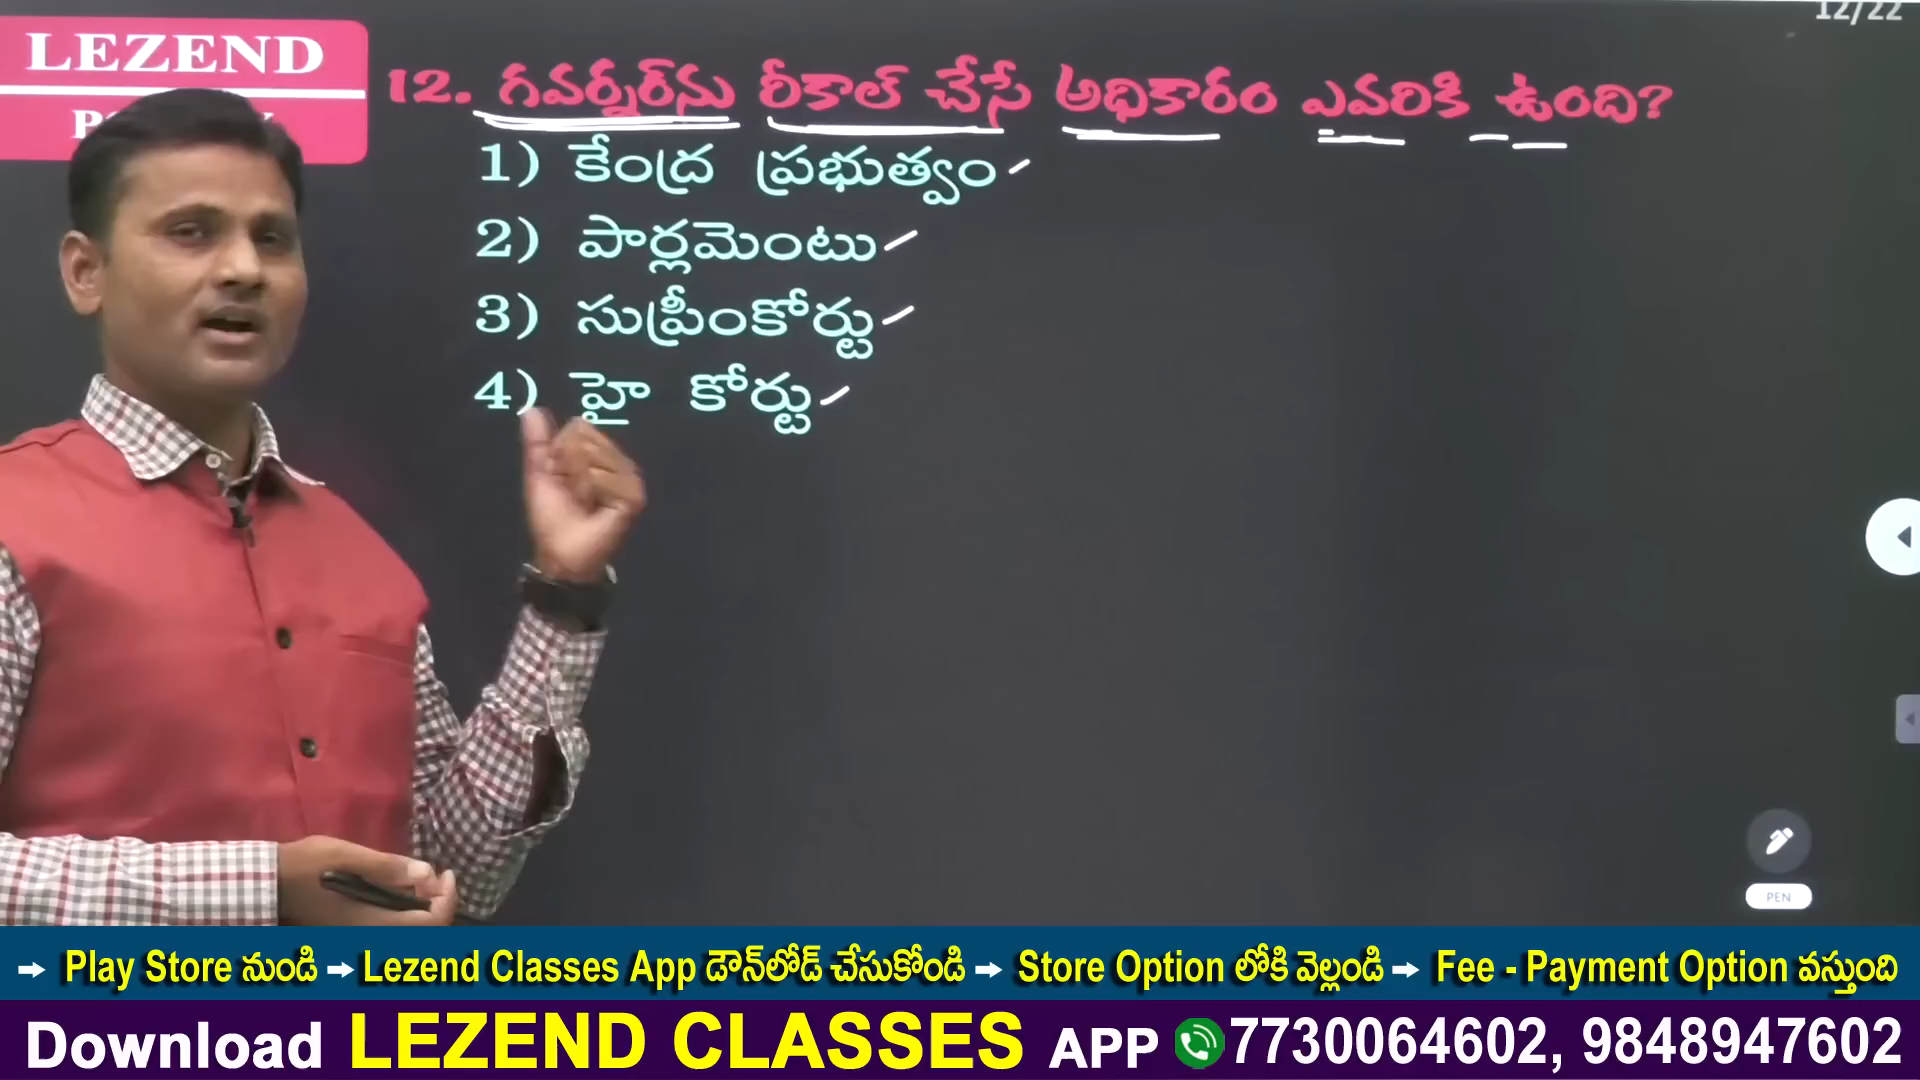 12/22
LEZEND
12. గవర్నర్‌ను రీకాల్ చేసే అధికారం ఎవరికి ఉంది?
1) కేంద్ర ప్రభుత్వం
2) పార్లమెంటు
3) సుప్రీంకోర్టు
4) హై కోర్టు
PEN
→ Play Store నుండి → Lezend Classes App డౌన్‌లోడ్ చేసుకోండి → Store Option లోకి వెల్లండి → Fee - Payment Option వస్తుంది
Download LEZEND CLASSES APP 7730064602, 9848947602